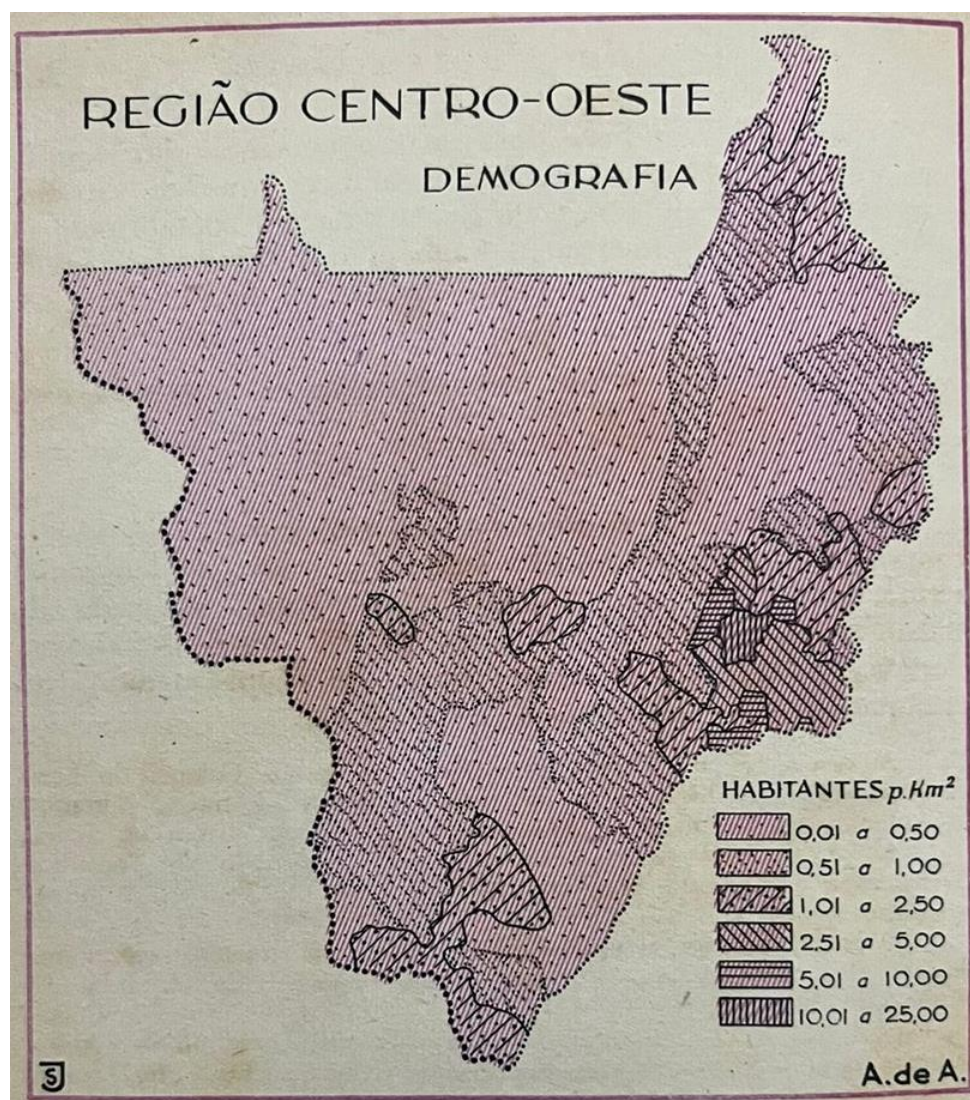 REGIÃO CENTRO-OESTE
DEMOGRAFIA
HABITANTES p.Km²
0,01 a 0,50
0,51 a 1,00
1,01 a 2,50
2,51 a 5,00
5,01 a 10,00
10,01 a 25,00
A. de A.